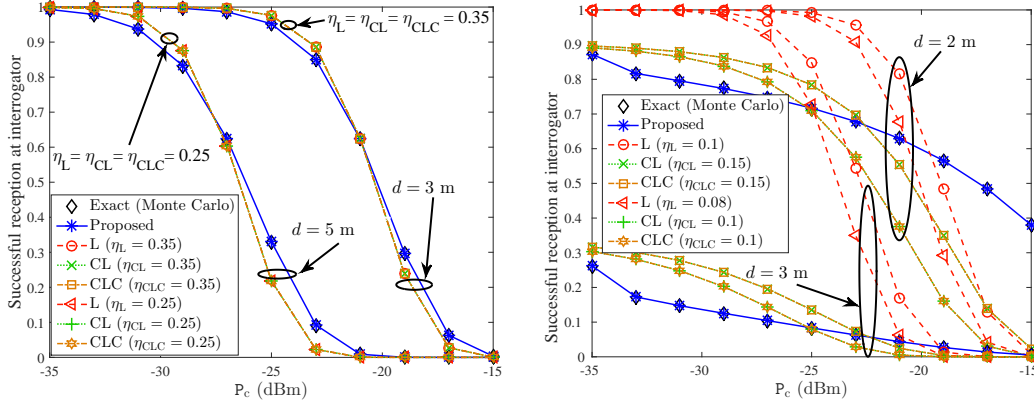 Successful reception at interrogator
1
0.9
0.8
0.7
0.6
0.5
0.4
0.3
0.2
0.1
0
-35
-30
-25
-20
-15
P_c (dBm)
η_L = η_CL = η_CLC = 0.35
η_L = η_CL = η_CLC = 0.25
d = 3 m
d = 5 m
Exact (Monte Carlo)
Proposed
L (η_L = 0.35)
CL (η_CL = 0.35)
CLC (η_CLC = 0.35)
L (η_L = 0.25)
CL (η_CL = 0.25)
CLC (η_CLC = 0.25)
Successful reception at interrogator
1
0.9
0.8
0.7
0.6
0.5
0.4
0.3
0.2
0.1
0
-35
-30
-25
-20
-15
P_c (dBm)
d = 2 m
d = 3 m
Exact (Monte Carlo)
Proposed
L (η_L = 0.1)
CL (η_CL = 0.15)
CLC (η_CLC = 0.15)
L (η_L = 0.08)
CL (η_CL = 0.1)
CLC (η_CLC = 0.1)